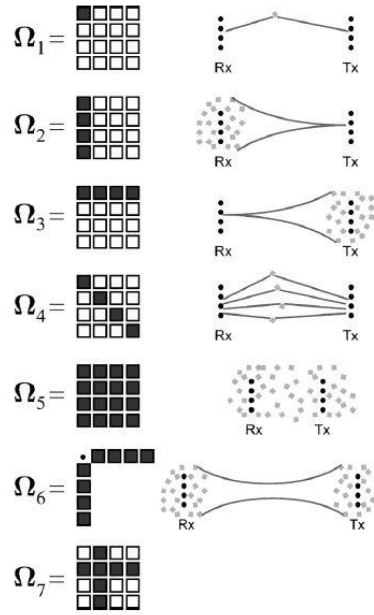 Ω₁=
Rx Tx
Ω₂=
Rx Tx
Ω₃=
Rx Tx
Ω₄=
Rx Tx
Ω₅=
Rx Tx
Ω₆=
Rx Tx
Ω₇=